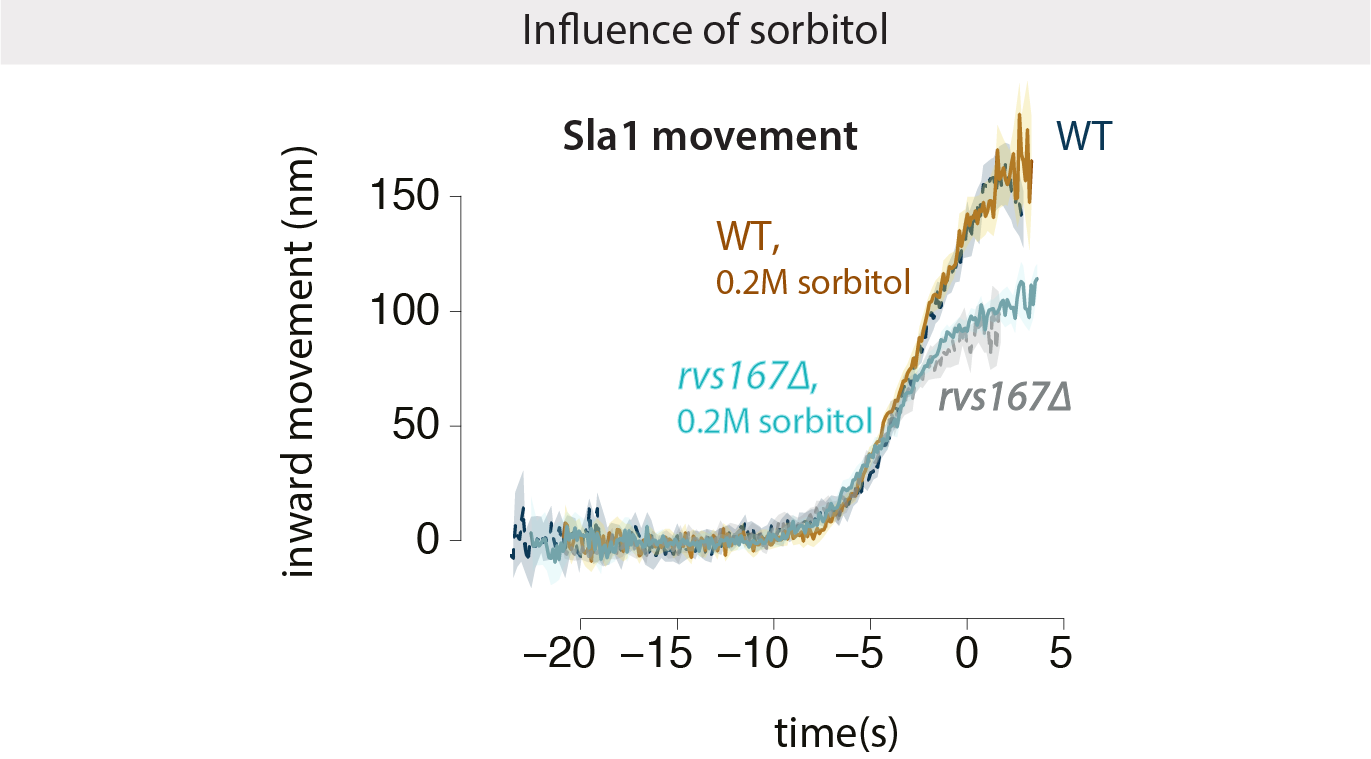 Influence of sorbitol
Sla1 movement
WT
WT,
0.2M sorbitol
rvs167Δ,
0.2M sorbitol
rvs167Δ
inward movement (nm)
150
100
50
0
−20 −15 −10 −5 0 5
time(s)